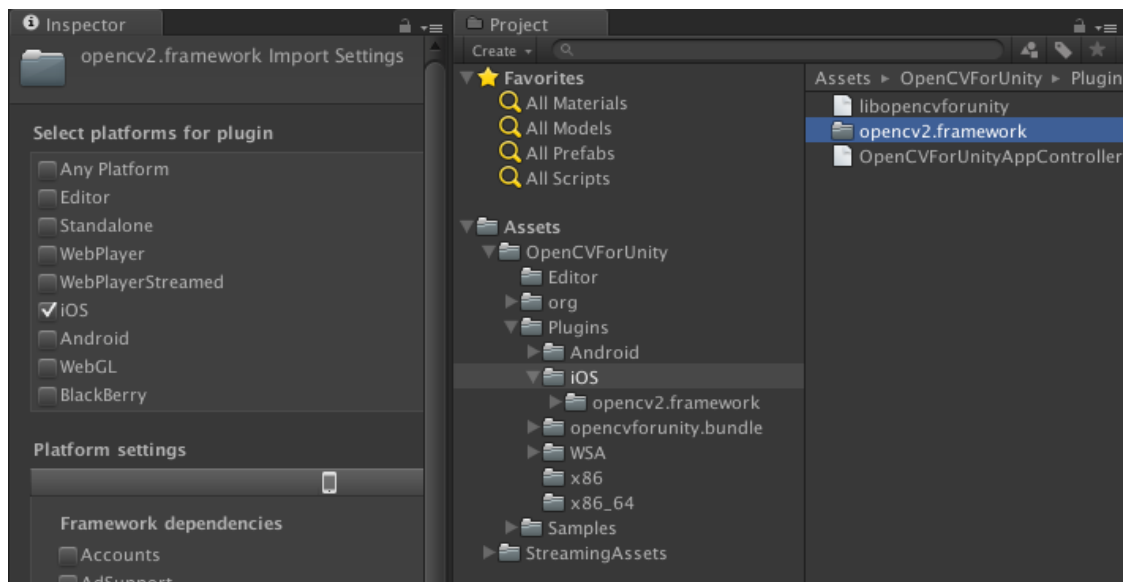 Inspector
opencv2.framework Import Settings
Select platforms for plugin
Any Platform
Editor
Standalone
WebPlayer
WebPlayerStreamed
iOS
Android
WebGL
BlackBerry
Platform settings
Framework dependencies
Accounts
AdSupport
Project
Create
Favorites
All Materials
All Models
All Prefabs
All Scripts
Assets
OpenCVForUnity
Editor
org
Plugins
Android
iOS
opencv2.framework
opencvforunity.bundle
WSA
x86
x86_64
Samples
StreamingAssets
Assets ▸ OpenCVForUnity ▸ Plugin
libopencvforunity
opencv2.framework
OpenCVForUnityAppController